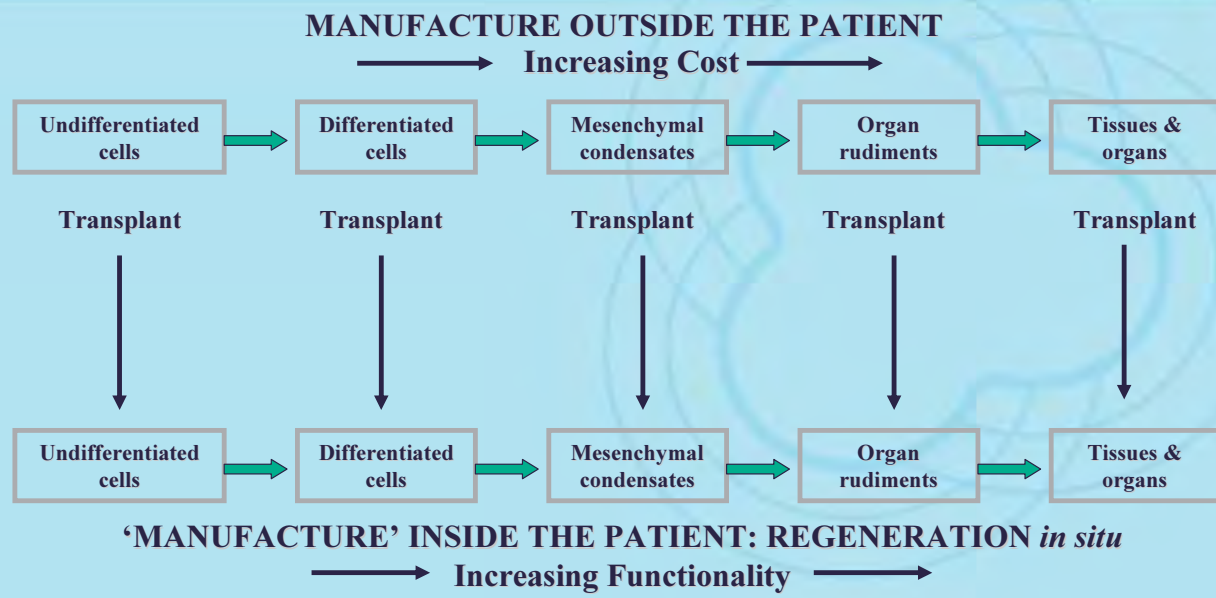 MANUFACTURE OUTSIDE THE PATIENT
Increasing Cost
Undifferentiated
cells
Differentiated
cells
Mesenchymal
condensates
Organ
rudiments
Tissues &
organs
Transplant
Transplant
Transplant
Transplant
Transplant
Undifferentiated
cells
Differentiated
cells
Mesenchymal
condensates
Organ
rudiments
Tissues &
organs
‘MANUFACTURE’ INSIDE THE PATIENT: REGENERATION in situ
Increasing Functionality